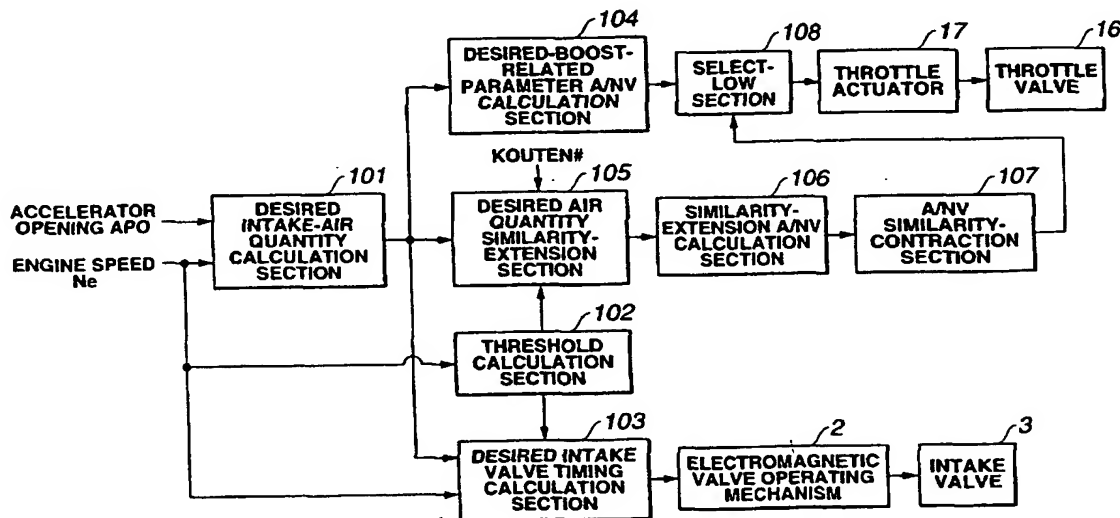 104
DESIRED-BOOST-
RELATED
PARAMETER A/NV
CALCULATION
SECTION
108
SELECT-
LOW
SECTION
17
THROTTLE
ACTUATOR
16
THROTTLE
VALVE
KOUTEN#
ACCELERATOR
OPENING APO
ENGINE SPEED
Ne
101
DESIRED
INTAKE-AIR
QUANTITY
CALCULATION
SECTION
105
DESIRED AIR
QUANTITY
SIMILARITY-
EXTENSION
SECTION
106
SIMILARITY-
EXTENSION A/NV
CALCULATION
SECTION
107
A/NV
SIMILARITY-
CONTRACTION
SECTION
102
THRESHOLD
CALCULATION
SECTION
103
DESIRED INTAKE
VALVE TIMING
CALCULATION
SECTION
2
ELECTROMAGNETIC
VALVE OPERATING
MECHANISM
3
INTAKE
VALVE